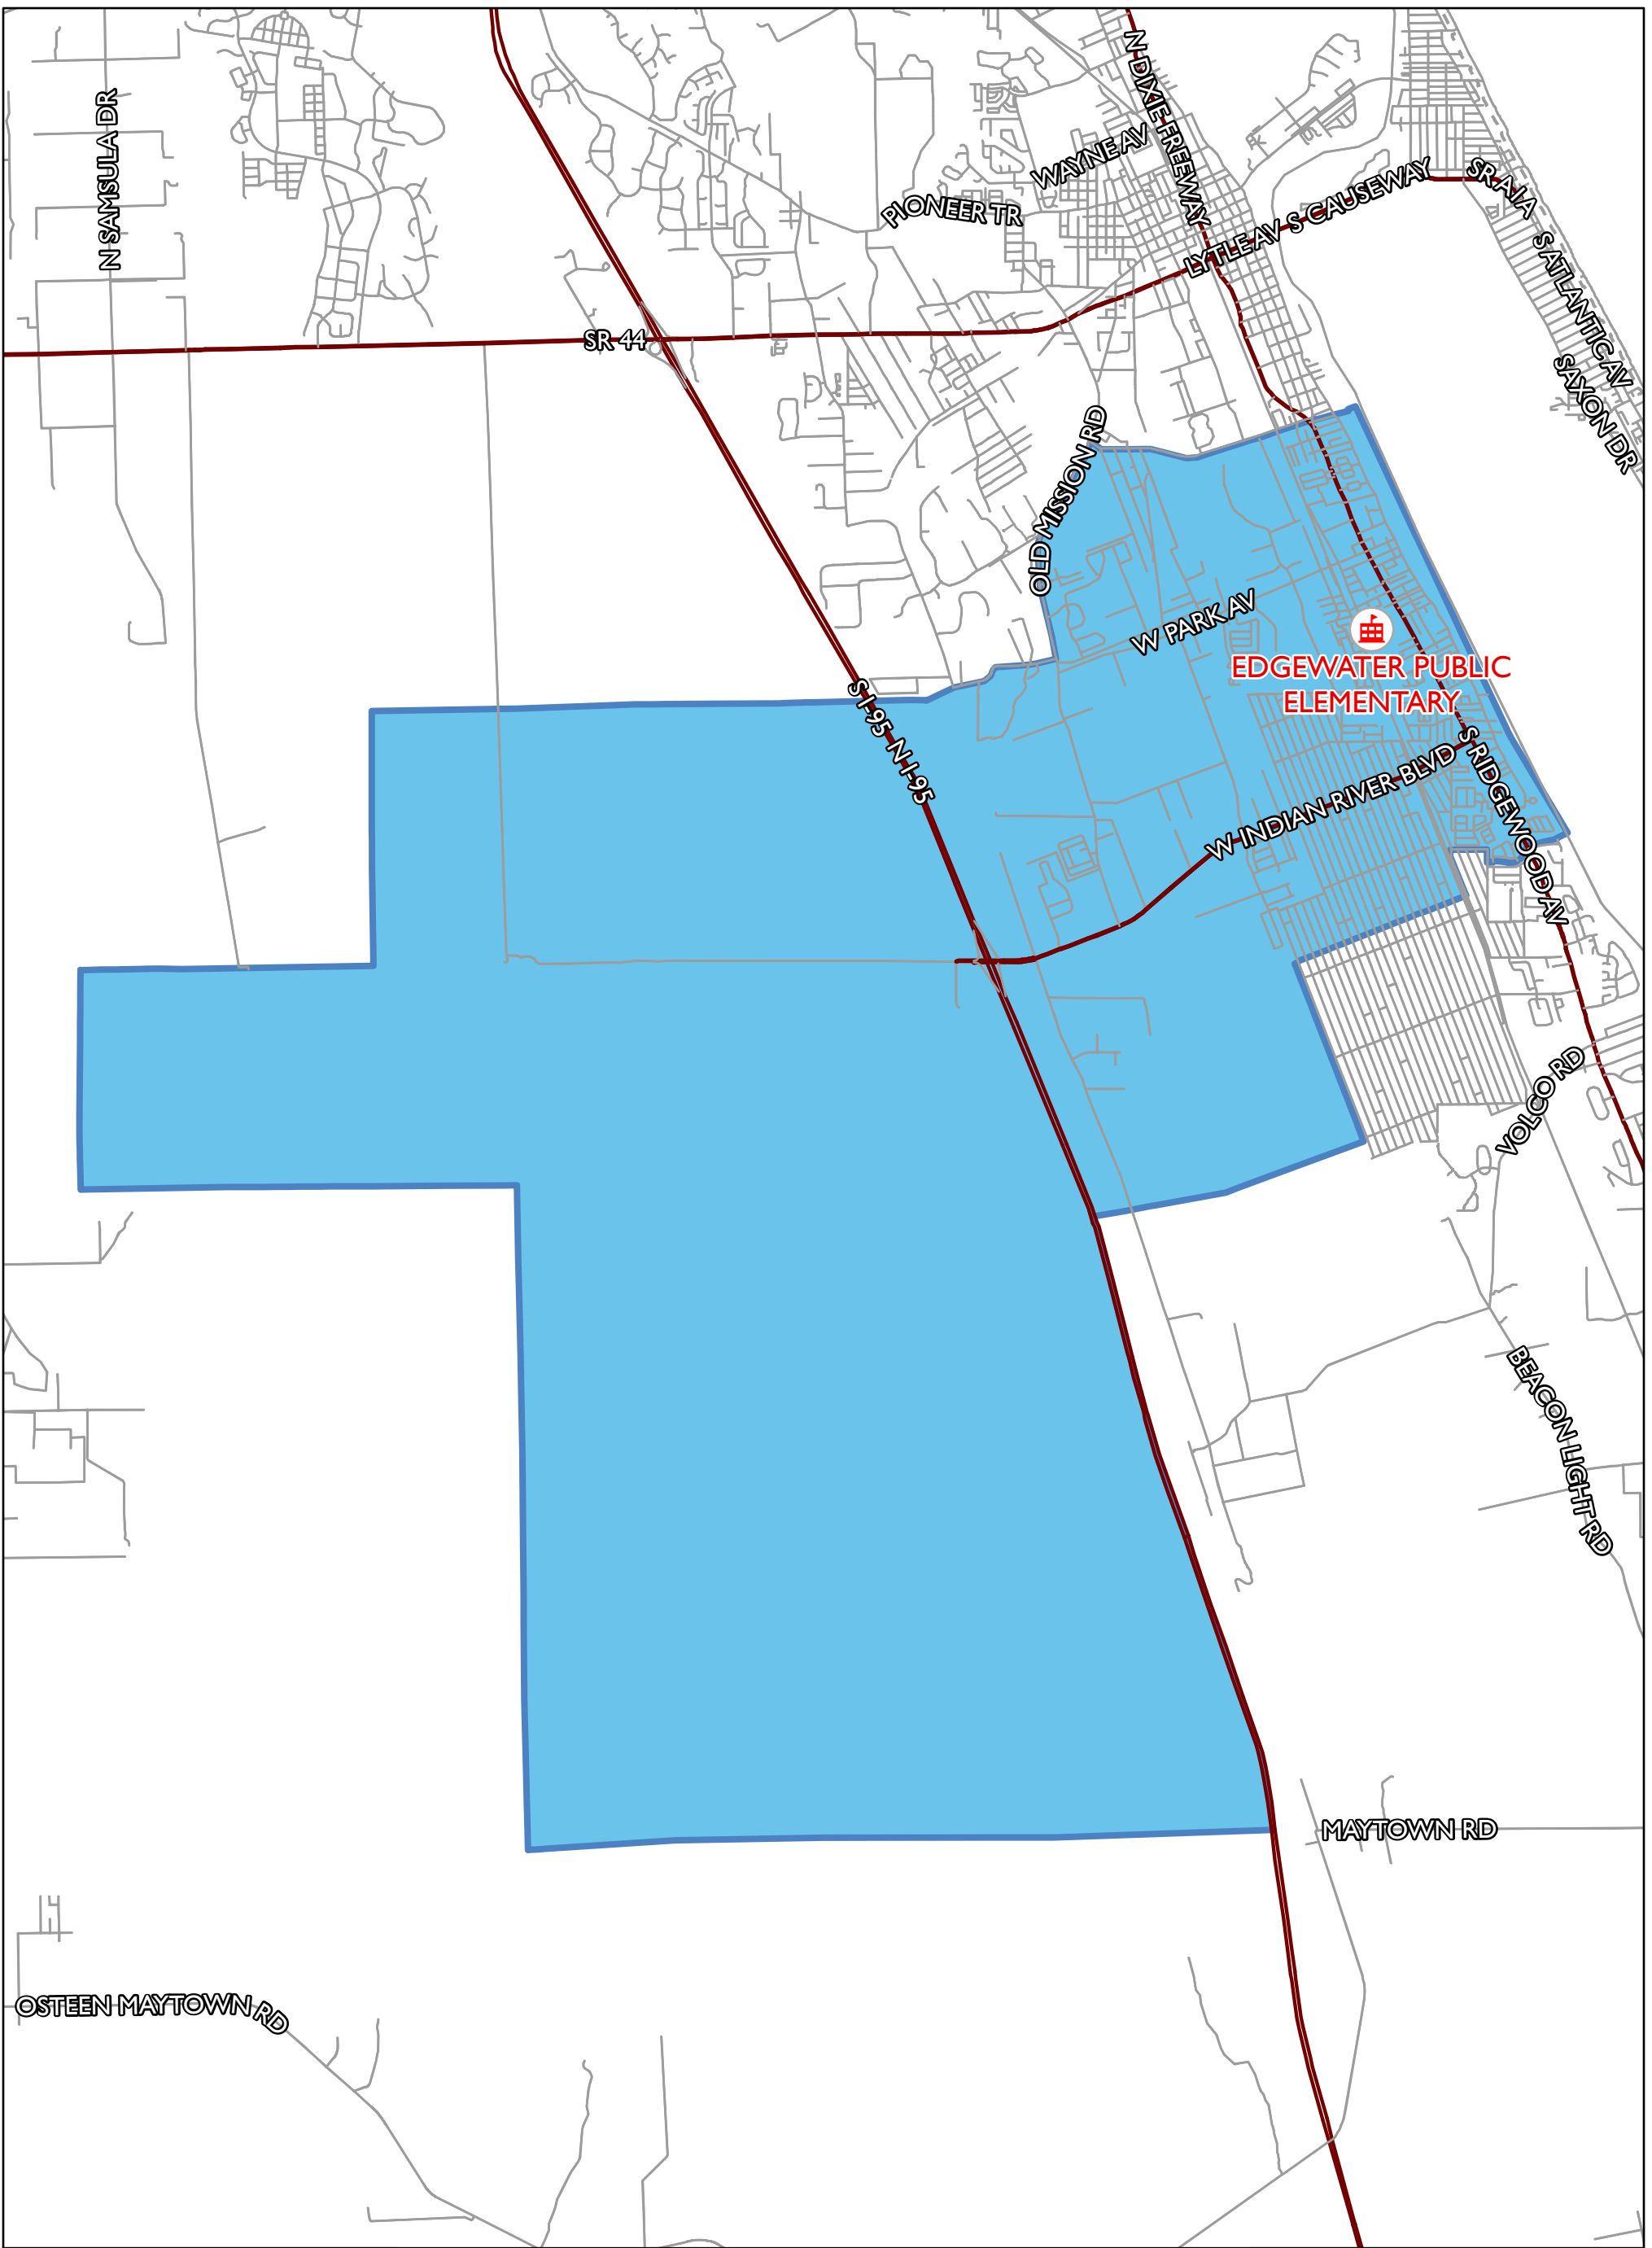 N DIXIE FREEWAY
N SAMSULA DR
WAYNE AV
PIONEER TR
LYTLE AV
S CAUSEWAY
SR A1A
S ATLANTIC AV
SAXON DR
SR 44
OLD MISSION RD
W PARK AV
EDGEWATER PUBLIC
ELEMENTARY
S I-95
N I-95
W INDIAN RIVER BLVD
S RIDGEWOOD AV
VOLCO RD
BEACON LIGHT RD
MAYTOWN RD
OSTEEN MAYTOWN RD